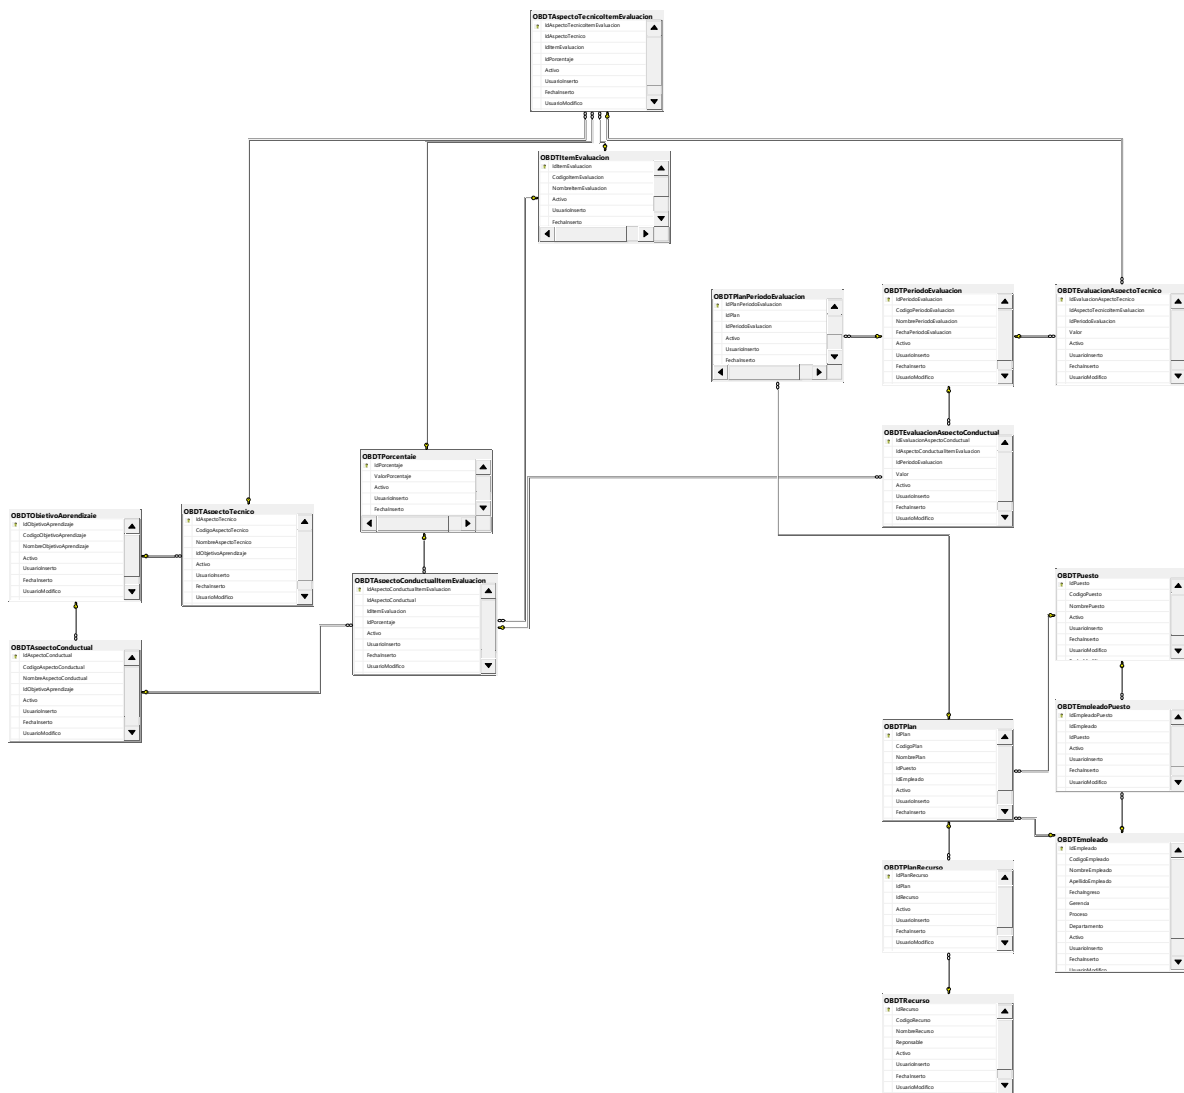 OBDTAspectoTecnicoItemEvaluacion
IdAspectoTecnicoItemEvaluacion
IdAspectoTecnico
IdItemEvaluacion
IdPorcentaje
Activo
UsuarioInserto
FechaInserto
UsuarioModifico
OBDTItemEvaluacion
IdItemEvaluacion
CodigoItemEvaluacion
NombreItemEvaluacion
Activo
UsuarioInserto
FechaInserto
OBDTPlanPeriodoEvaluacion
IdPlanPeriodoEvaluacion
IdPlan
IdPeriodoEvaluacion
Activo
UsuarioInserto
FechaInserto
OBDTPeriodoEvaluacion
IdPeriodoEvaluacion
CodigoPeriodoEvaluacion
NombrePeriodoEvaluacion
FechaPeriodoEvaluacion
Activo
UsuarioInserto
FechaInserto
UsuarioModifico
OBDTEvaluacionAspectoTecnico
IdEvaluacionAspectoTecnico
IdAspectoTecnicoItemEvaluacion
IdPeriodoEvaluacion
Valor
Activo
UsuarioInserto
FechaInserto
UsuarioModifico
OBDTEvaluacionAspectoConductual
IdEvaluacionAspectoConductual
IdAspectoConductualItemEvaluacion
IdPeriodoEvaluacion
Valor
Activo
UsuarioInserto
FechaInserto
UsuarioModifico
OBDTPorcentaje
IdPorcentaje
ValorPorcentaje
Activo
UsuarioInserto
FechaInserto
OBDTObjetivoAprendizaje
IdObjetivoAprendizaje
CodigoObjetivoAprendizaje
NombreObjetivoAprendizaje
Activo
UsuarioInserto
FechaInserto
UsuarioModifico
OBDTAspectoTecnico
IdAspectoTecnico
CodigoAspectoTecnico
NombreAspectoTecnico
IdObjetivoAprendizaje
Activo
UsuarioInserto
FechaInserto
UsuarioModifico
OBDTAspectoConductualItemEvaluacion
IdAspectoConductualItemEvaluacion
IdAspectoConductual
IdItemEvaluacion
IdPorcentaje
Activo
UsuarioInserto
FechaInserto
UsuarioModifico
OBDTAspectoConductual
IdAspectoConductual
CodigoAspectoConductual
NombreAspectoConductual
IdObjetivoAprendizaje
Activo
UsuarioInserto
FechaInserto
UsuarioModifico
OBDTPuesto
IdPuesto
CodigoPuesto
NombrePuesto
Activo
UsuarioInserto
FechaInserto
UsuarioModifico
OBDTEmpleadoPuesto
IdEmpleadoPuesto
IdEmpleado
IdPuesto
Activo
UsuarioInserto
FechaInserto
UsuarioModifico
OBDTPlan
IdPlan
CodigoPlan
NombrePlan
IdPuesto
IdEmpleado
Activo
UsuarioInserto
FechaInserto
OBDTEmpleado
IdEmpleado
CodigoEmpleado
NombreEmpleado
ApellidoEmpleado
FechaIngreso
Gerencia
Proceso
Departamento
Activo
UsuarioInserto
FechaInserto
UsuarioModifico
OBDTPlanRecurso
IdPlanRecurso
IdPlan
IdRecurso
Activo
UsuarioInserto
FechaInserto
UsuarioModifico
OBDTRecurso
IdRecurso
CodigoRecurso
NombreRecurso
Reponsable
Activo
UsuarioInserto
FechaInserto
UsuarioModifico